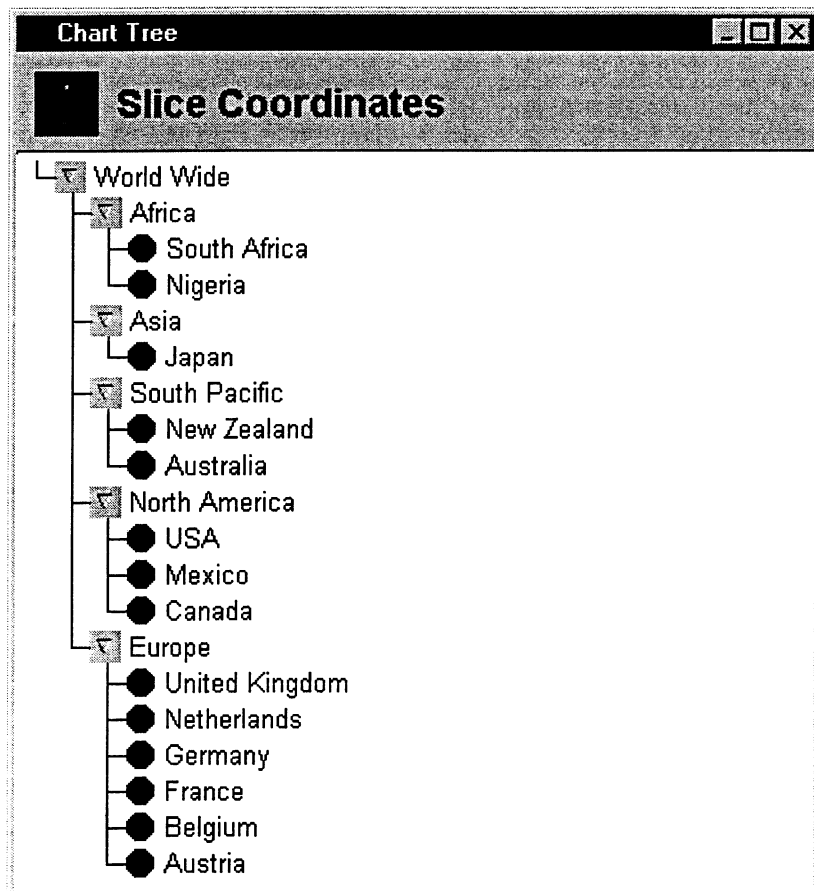 Chart Tree
Slice Coordinates
World Wide
Africa
South Africa
Nigeria
Asia
Japan
South Pacific
New Zealand
Australia
North America
USA
Mexico
Canada
Europe
United Kingdom
Netherlands
Germany
France
Belgium
Austria